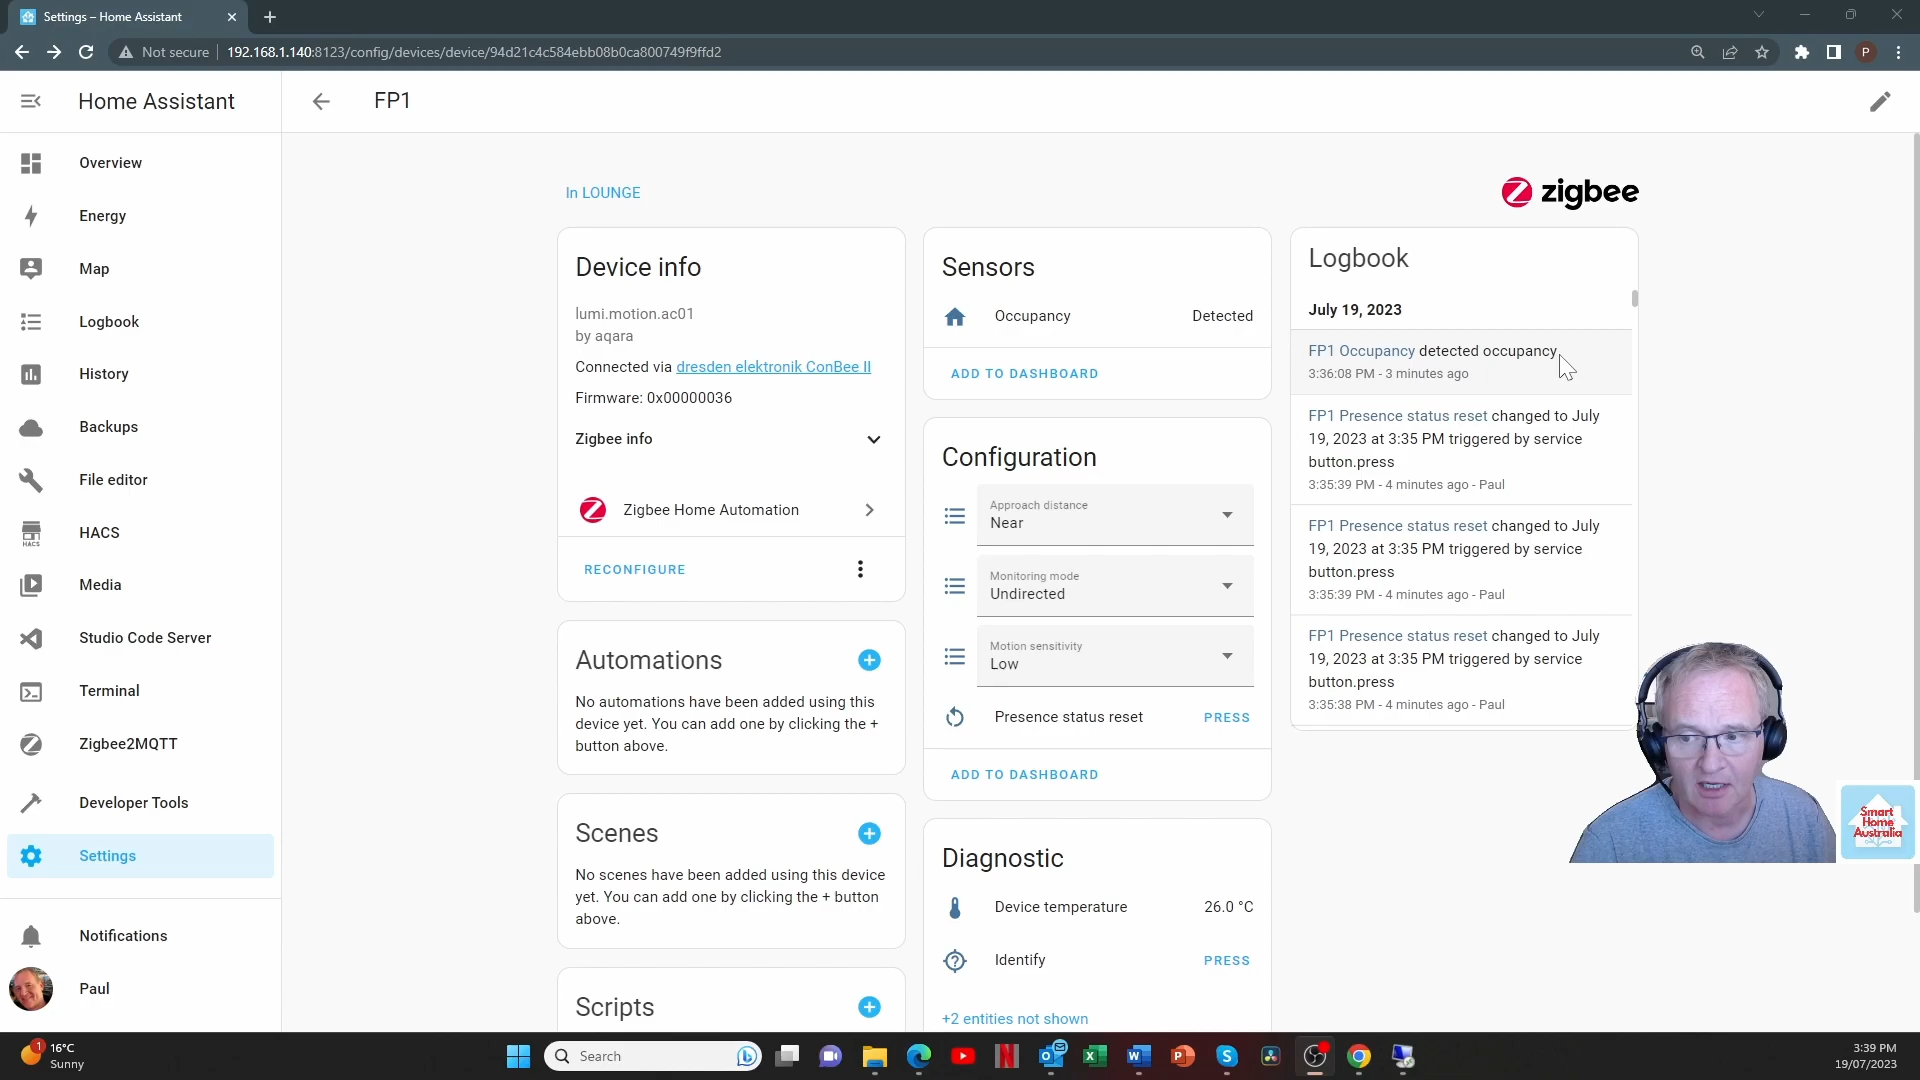 Settings – Home Assistant
Not secure
192.168.1.140:8123/config/devices/device/94d21c4c584ebb08b0ca800749f9ffd2
P
Home Assistant
FP1
Overview
Energy
Map
Logbook
History
Backups
File editor
HACS
HACS
Media
Studio Code Server
Terminal
Zigbee2MQTT
Developer Tools
Settings
Notifications
Paul
In LOUNGE
zigbee
Device info
lumi.motion.ac01
by aqara
Connected via dresden elektronik ConBee II
Firmware: 0x00000036
Zigbee info
Zigbee Home Automation
RECONFIGURE
Automations
No automations have been added using this
device yet. You can add one by clicking the +
button above.
Scenes
No scenes have been added using this device
yet. You can add one by clicking the + button
above.
Scripts
Sensors
Occupancy
Detected
ADD TO DASHBOARD
Configuration
Approach distance
Near
Monitoring mode
Undirected
Motion sensitivity
Low
Presence status reset
PRESS
ADD TO DASHBOARD
Diagnostic
Device temperature
26.0 °C
Identify
PRESS
+2 entities not shown
Logbook
July 19, 2023
FP1 Occupancy detected occupancy
3:36:08 PM - 3 minutes ago
FP1 Presence status reset changed to July
19, 2023 at 3:35 PM triggered by service
button.press
3:35:39 PM - 4 minutes ago - Paul
FP1 Presence status reset changed to July
19, 2023 at 3:35 PM triggered by service
button.press
3:35:39 PM - 4 minutes ago - Paul
FP1 Presence status reset changed to July
19, 2023 at 3:35 PM triggered by service
button.press
3:35:38 PM - 4 minutes ago - Paul
Smart
Home
Australia
1
16°C
Sunny
Search
3:39 PM
19/07/2023